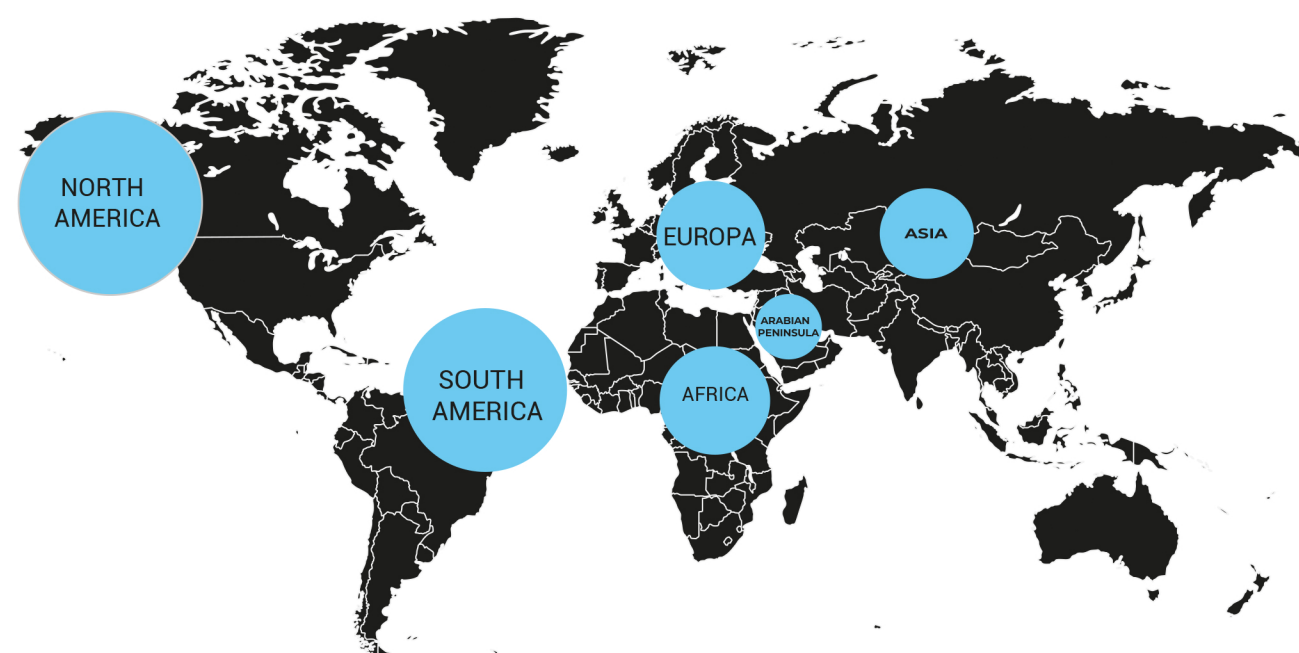 NORTH
AMERICA
EUROPA
ASIA
ARABIAN
PENINSULA
SOUTH
AMERICA
AFRICA